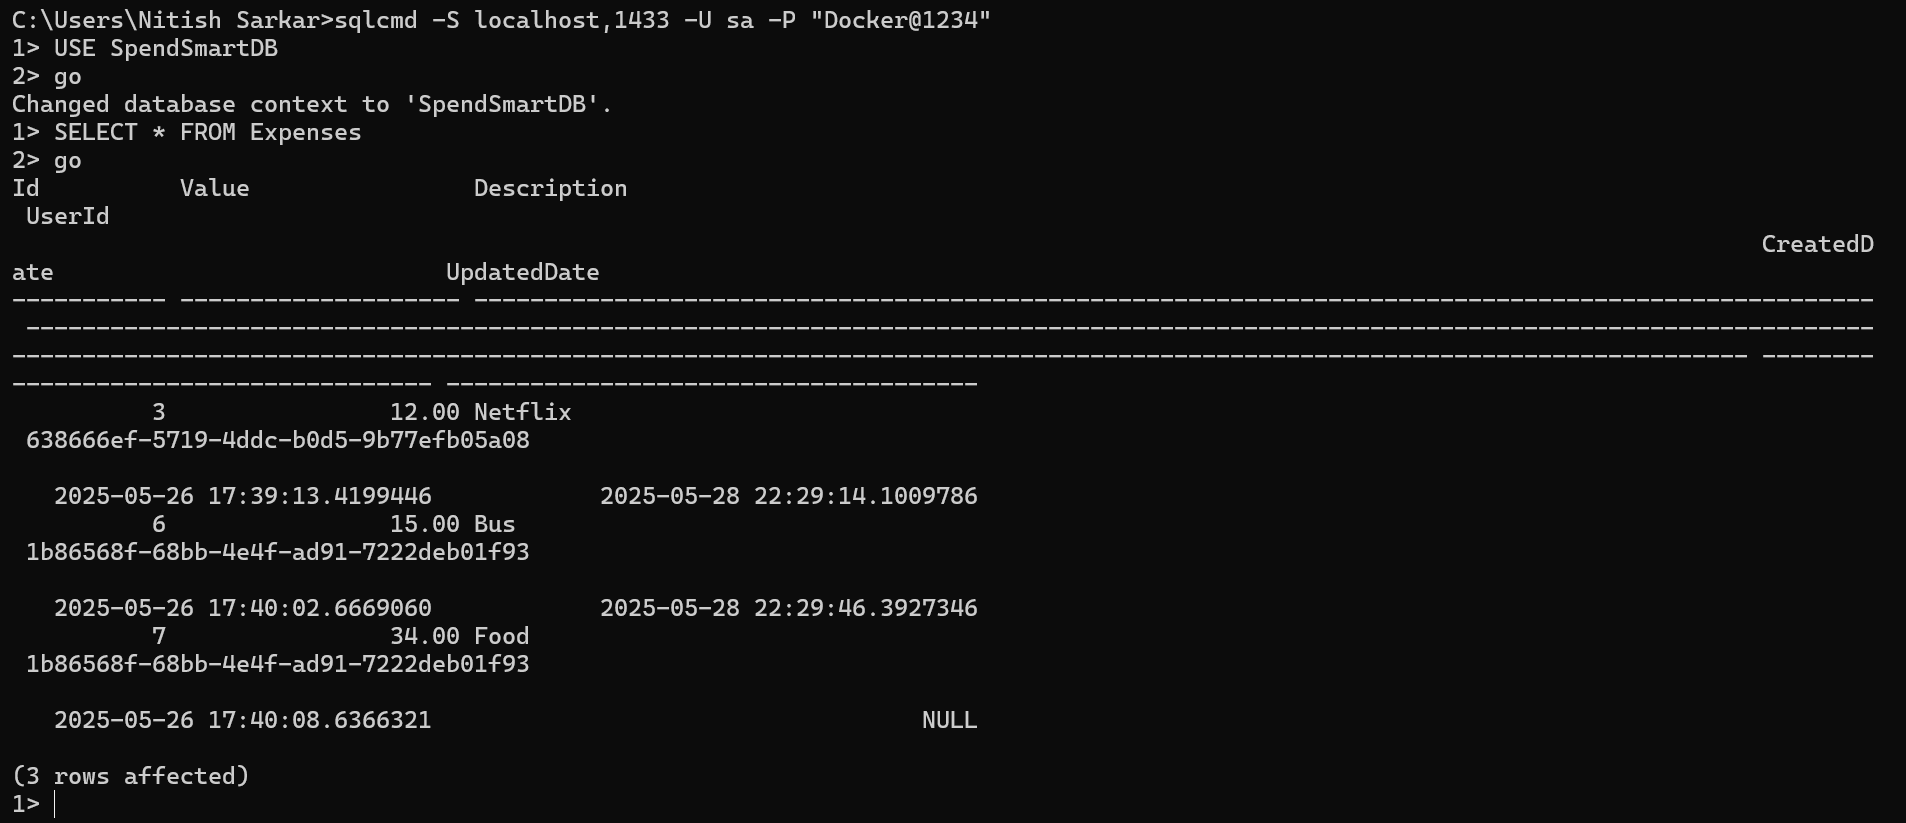 C:\Users\Nitish Sarkar>sqlcmd -S localhost,1433 -U sa -P "Docker@1234"
1> USE SpendSmartDB
2> go
Changed database context to 'SpendSmartDB'.
1> SELECT * FROM Expenses
2> go
Id          Value                Description
 UserId
                                                                                                                             CreatedD
ate                            UpdatedDate
----------- -------------------- ----------------------------------------------------------------------------------------------------
 ------------------------------------------------------------------------------------------------------------------------------------
---------------------------------------------------------------------------------------------------------------------------- --------
------------------------------ --------------------------------------
          3                12.00 Netflix
 638666ef-5719-4ddc-b0d5-9b77efb05a08
   2025-05-26 17:39:13.4199446            2025-05-28 22:29:14.1009786
          6                15.00 Bus
 1b86568f-68bb-4e4f-ad91-7222deb01f93
   2025-05-26 17:40:02.6669060            2025-05-28 22:29:46.3927346
          7                34.00 Food
 1b86568f-68bb-4e4f-ad91-7222deb01f93
   2025-05-26 17:40:08.6366321                                   NULL
(3 rows affected)
1>